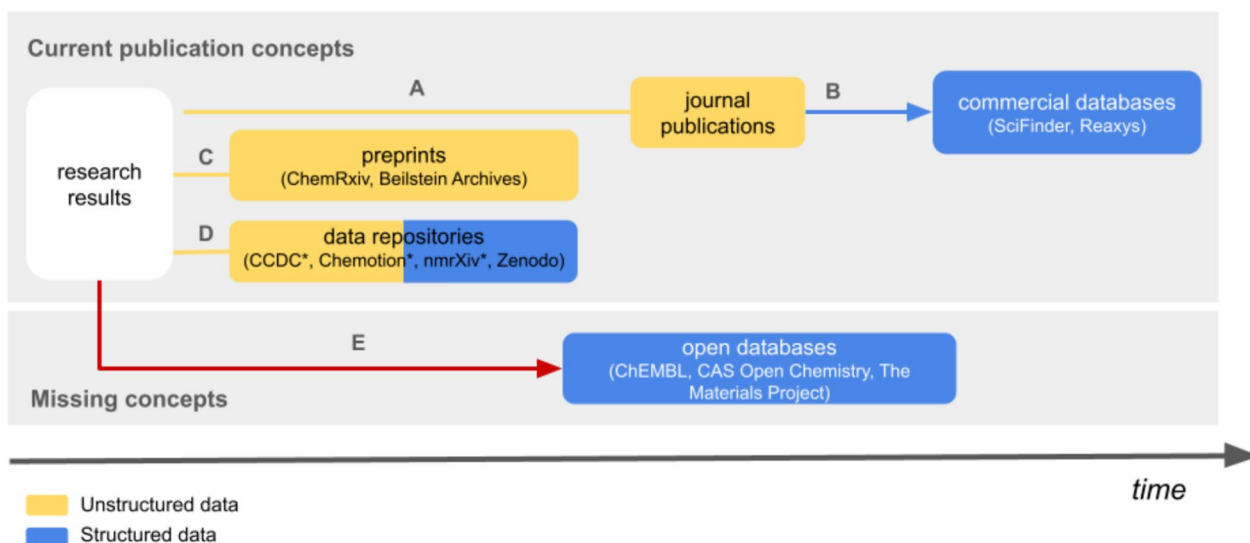 Current publication concepts
A
journal
publications
B
commercial databases
(SciFinder, Reaxys)
research
results
C
preprints
(ChemRxiv, Beilstein Archives)
D
data repositories
(CCDC*, Chemotion*, nmrXiv*, Zenodo)
E
open databases
(ChEMBL, CAS Open Chemistry, The
Materials Project)
Missing concepts
time
Unstructured data
Structured data